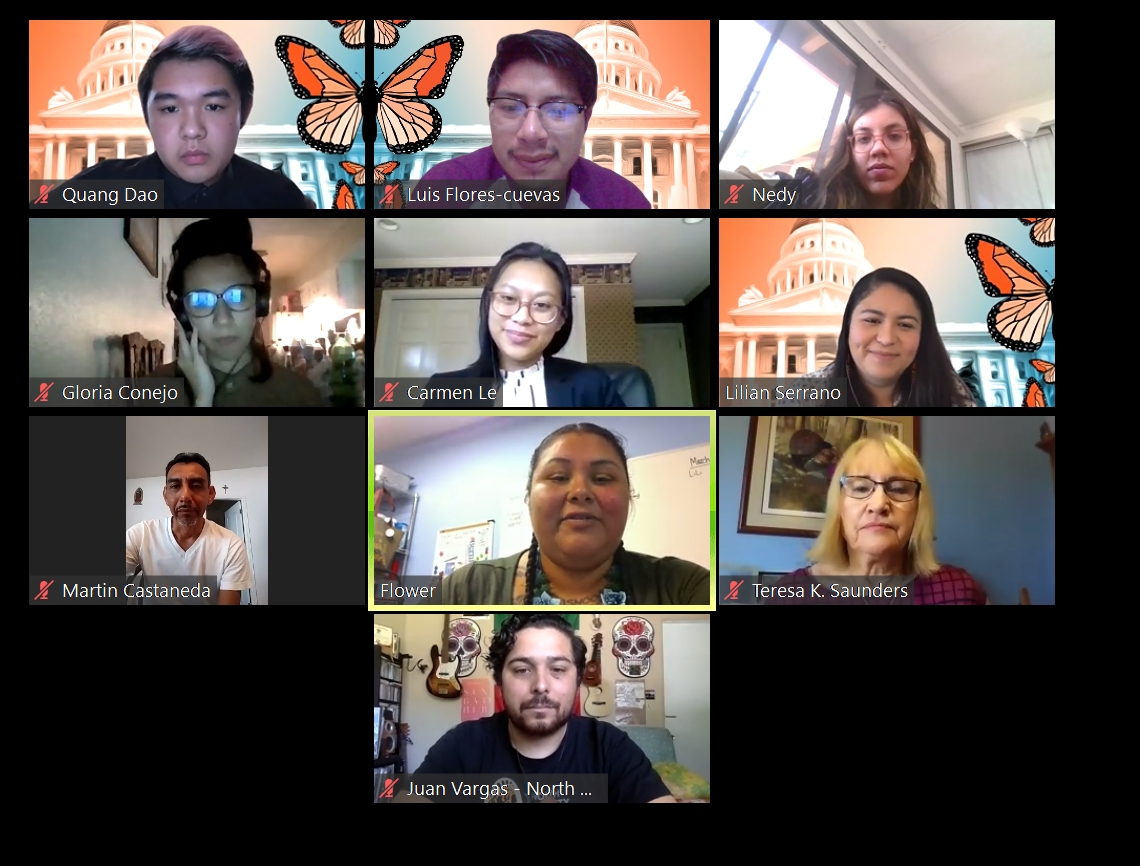 Quang Dao
Luis Flores-cuevas
Nedy
Gloria Conejo
Carmen Le
Lilian Serrano
Martin Castaneda
Flower
Teresa K. Saunders
Juan Vargas - North ...